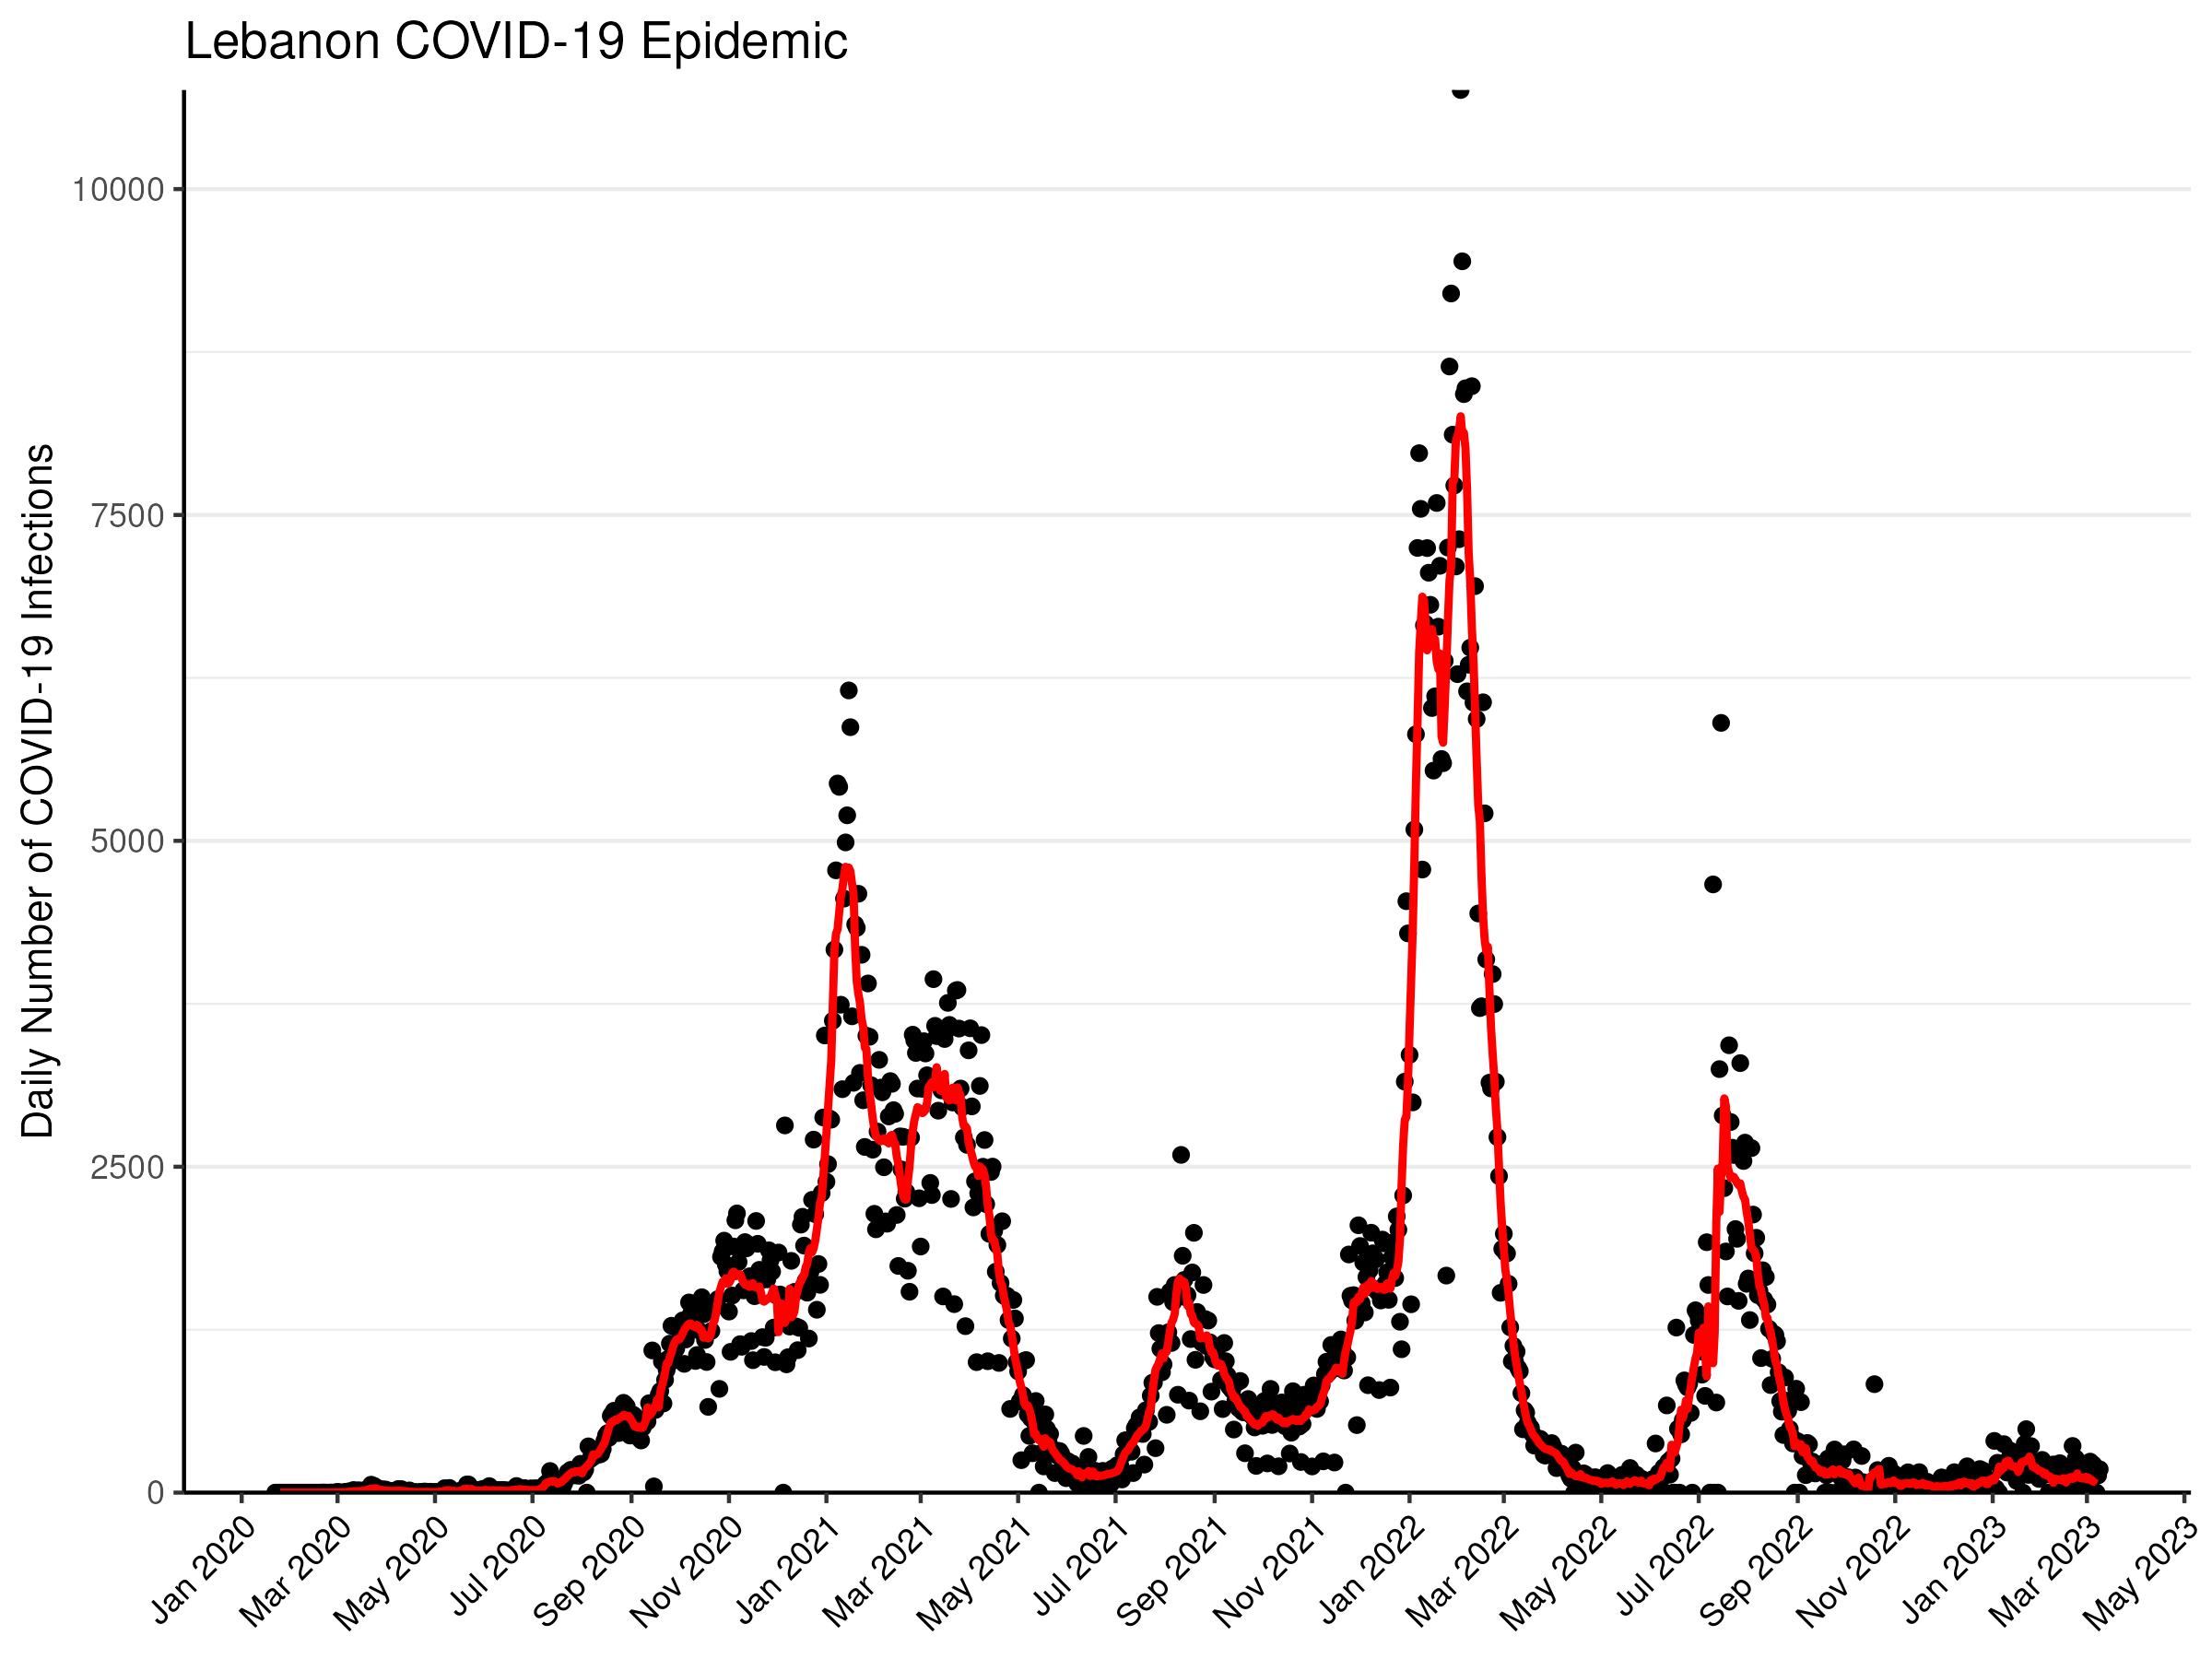 Lebanon COVID-19 Epidemic
Daily Number of COVID-19 Infections
10000
7500
5000
2500
0
Jan 2020
Mar 2020
May 2020
Jul 2020
Sep 2020
Nov 2020
Jan 2021
Mar 2021
May 2021
Jul 2021
Sep 2021
Nov 2021
Jan 2022
Mar 2022
May 2022
Jul 2022
Sep 2022
Nov 2022
Jan 2023
Mar 2023
May 2023